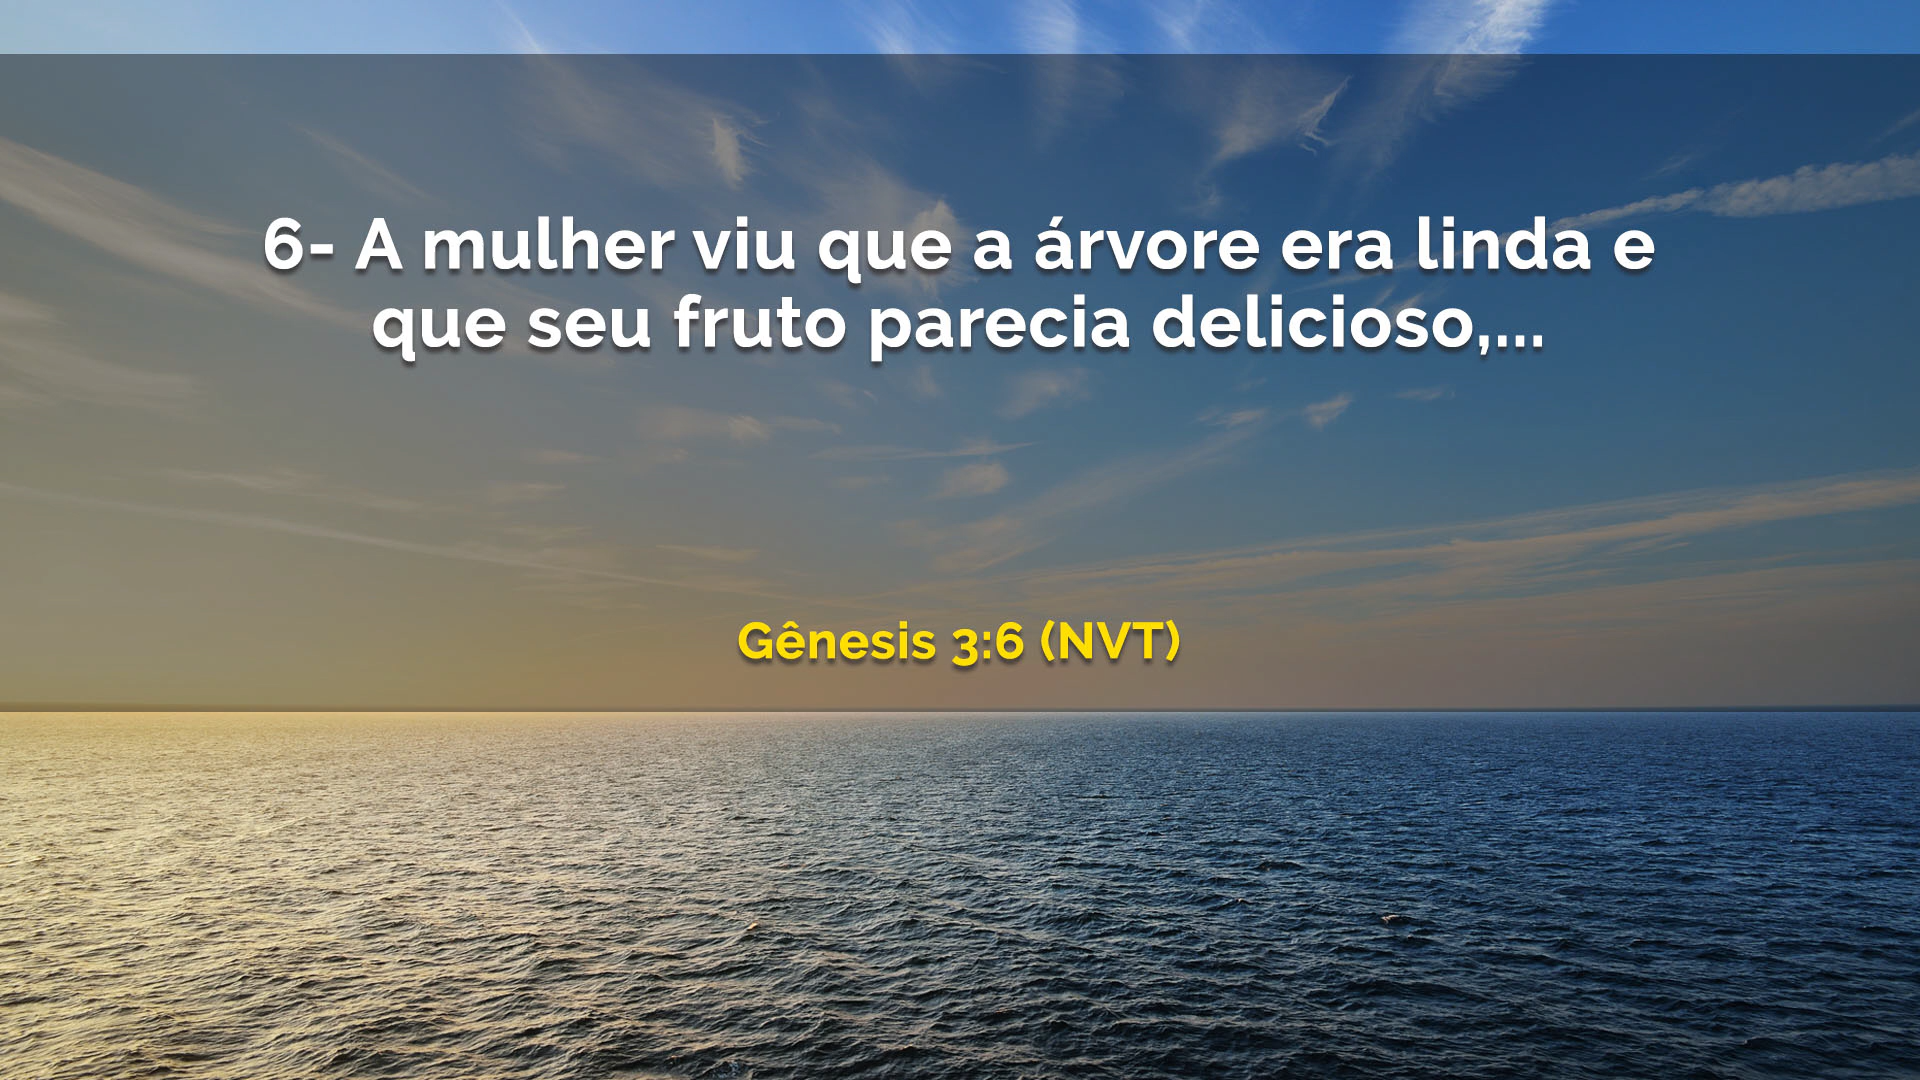 6- A mulher viu que a árvore era linda e
que seu fruto parecia delicioso,...
Gênesis 3:6 (NVT)